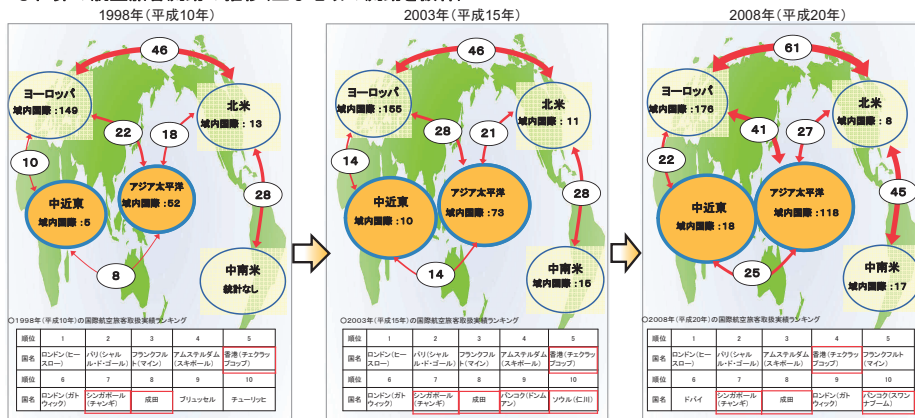 1998年(平成10年)
46
ヨーロッパ
域内国際:149
北米
域内国際:13
22
18
10
中近東
域内国際:5
アジア太平洋
域内国際:52
28
8
中南米
統計なし
○1998年(平成10年)の国際航空旅客取扱実績ランキング
順位 1 2 3 4 5
国名 ロンドン(ヒースロー) パリ(シャルル・ド・ゴール) フランクフルト(マイン) アムステルダム(スキポール) 香港(チェクラップコップ)
6 7 8 9 10
国名 ロンドン(ガトウィック) シンガポール(チャンギ) 成田 ブリュッセル チューリッヒ
2003年(平成15年)
46
ヨーロッパ
域内国際:155
北米
域内国際:11
28
21
14
中近東
域内国際:10
アジア太平洋
域内国際:73
28
14
中南米
域内国際:15
○2003年(平成15年)の国際航空旅客取扱実績ランキング
順位 1 2 3 4 5
国名 ロンドン(ヒースロー) パリ(シャルル・ド・ゴール) フランクフルト(マイン) アムステルダム(スキポール) 香港(チェクラップコップ)
順位 6 7 8 9 10
国名 ロンドン(ガトウィック) シンガポール(チャンギ) 成田 バンコク(ドンムアン) ソウル(仁川)
2008年(平成20年)
61
ヨーロッパ
域内国際:176
北米
域内国際:8
41
27
22
中近東
域内国際:18
アジア太平洋
域内国際:118
45
25
中南米
域内国際:17
○2008年(平成20年)の国際航空旅客取扱実績ランキング
順位 1 2 3 4 5
国名 ロンドン(ヒースロー) パリ(シャルル・ド・ゴール) アムステルダム(スキポール) 香港(チェクラップコップ) フランクフルト(マイン)
順位 6 7 8 9 10
国名 ドバイ シンガポール(チャンギ) 成田 ロンドン(ガトウィック) バンコク(スワンナプーム)